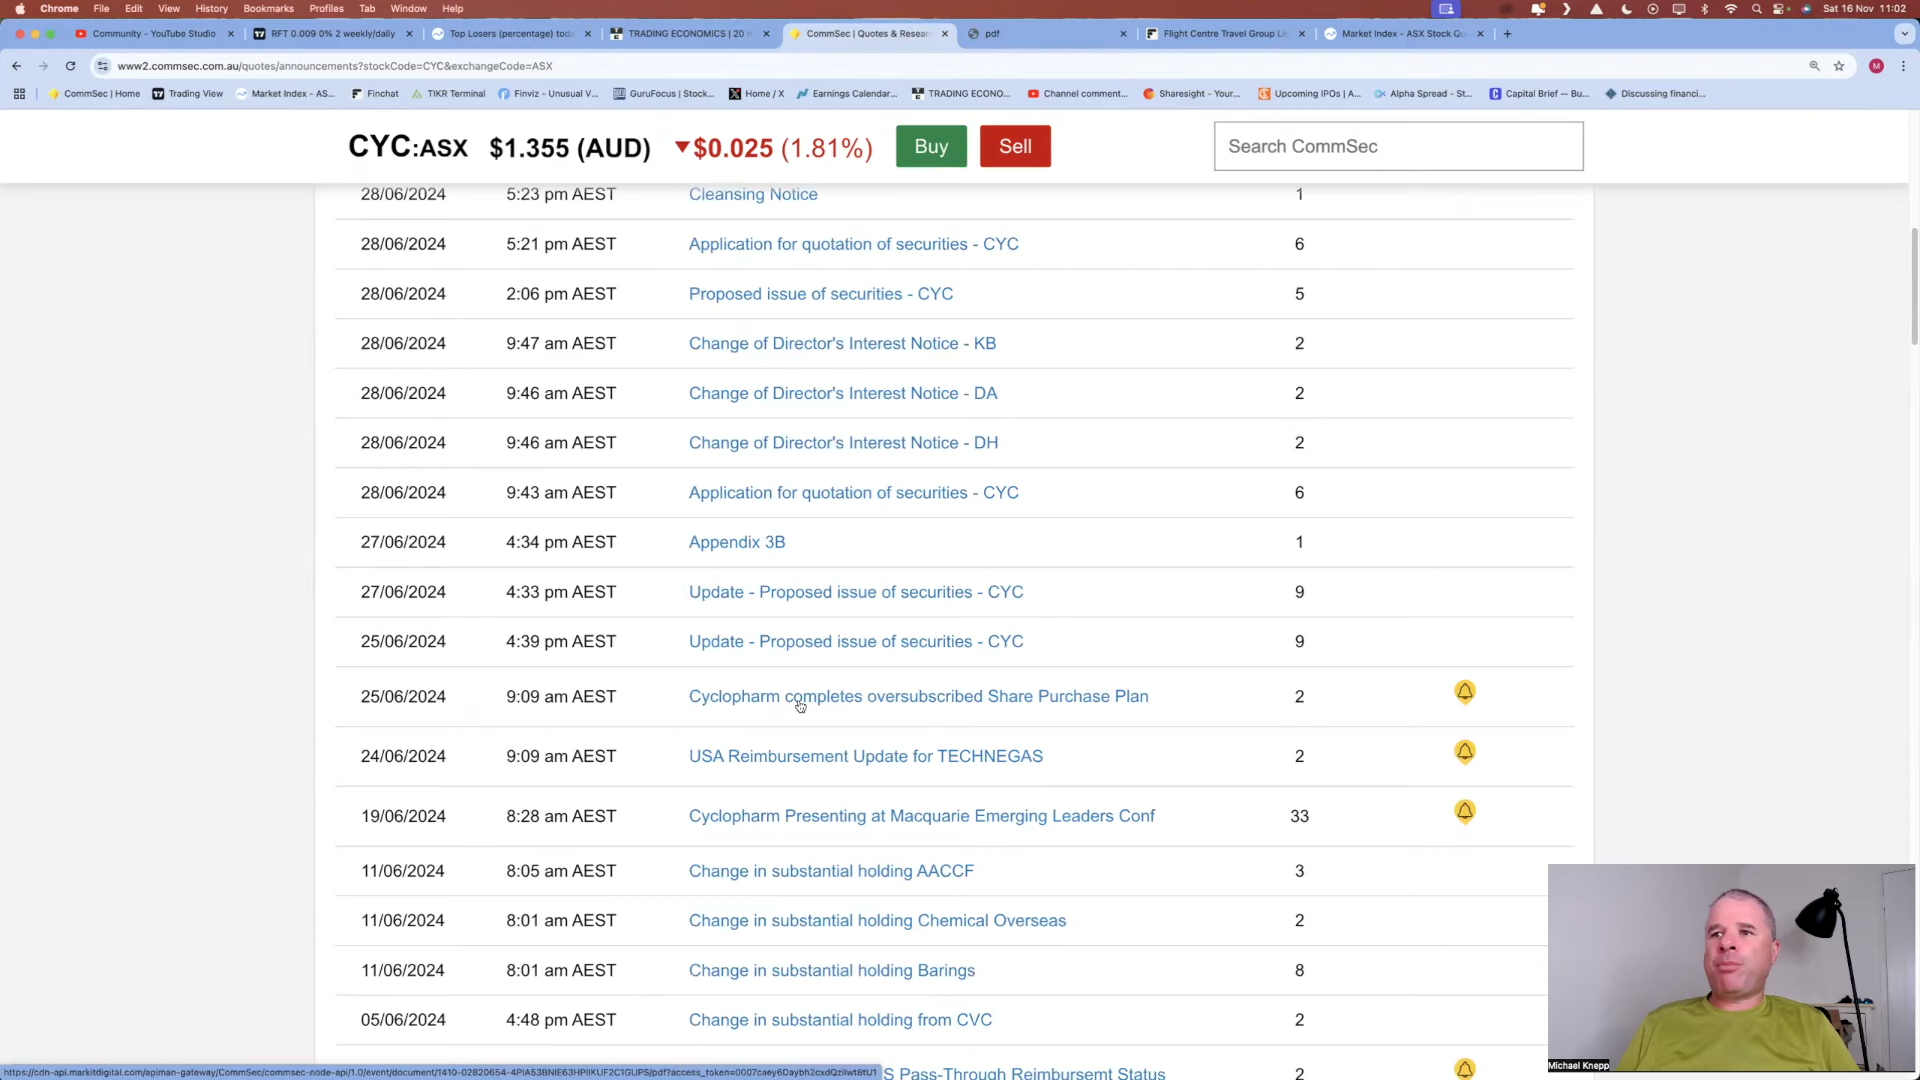 Chrome File Edit View History Bookmarks Profiles Tab Window Help Sat 16 Nov 11:02
Community - YouTube Studio RFT 0.009 0% 2 weekly/daily Top Losers (percentage) tod TRADING ECONOMICS | 20 m CommSec | Quotes & Resea pdf Flight Centre Travel Group Li Market Index - ASX Stock Qu
www2.commsec.com.au/quotes/announcements?stockCode=CYC&exchangeCode=ASX M
CommSec | Home Trading View Market Index - AS... Finchat TIKR Terminal Finviz - Unusual V... GuruFocus | Stock... Home / X Earnings Calendar... TRADING ECONO... Channel comment... Sharesight - Your... Upcoming IPOs | A... Alpha Spread - St... Capital Brief — Bu... Discussing financi...
CYC:ASX $1.355 (AUD) $0.025 (1.81%) Buy Sell Search CommSec
28/06/2024 5:23 pm AEST Cleansing Notice 1
28/06/2024 5:21 pm AEST Application for quotation of securities - CYC 6
28/06/2024 2:06 pm AEST Proposed issue of securities - CYC 5
28/06/2024 9:47 am AEST Change of Director's Interest Notice - KB 2
28/06/2024 9:46 am AEST Change of Director's Interest Notice - DA 2
28/06/2024 9:46 am AEST Change of Director's Interest Notice - DH 2
28/06/2024 9:43 am AEST Application for quotation of securities - CYC 6
27/06/2024 4:34 pm AEST Appendix 3B 1
27/06/2024 4:33 pm AEST Update - Proposed issue of securities - CYC 9
25/06/2024 4:39 pm AEST Update - Proposed issue of securities - CYC 9
25/06/2024 9:09 am AEST Cyclopharm completes oversubscribed Share Purchase Plan 2
24/06/2024 9:09 am AEST USA Reimbursement Update for TECHNEGAS 2
19/06/2024 8:28 am AEST Cyclopharm Presenting at Macquarie Emerging Leaders Conf 33
11/06/2024 8:05 am AEST Change in substantial holding AACCF 3
11/06/2024 8:01 am AEST Change in substantial holding Chemical Overseas 2
11/06/2024 8:01 am AEST Change in substantial holding Barings 8
05/06/2024 4:48 pm AEST Change in substantial holding from CVC 2
S Pass-Through Reimbursemt Status 2
Michael Knepp